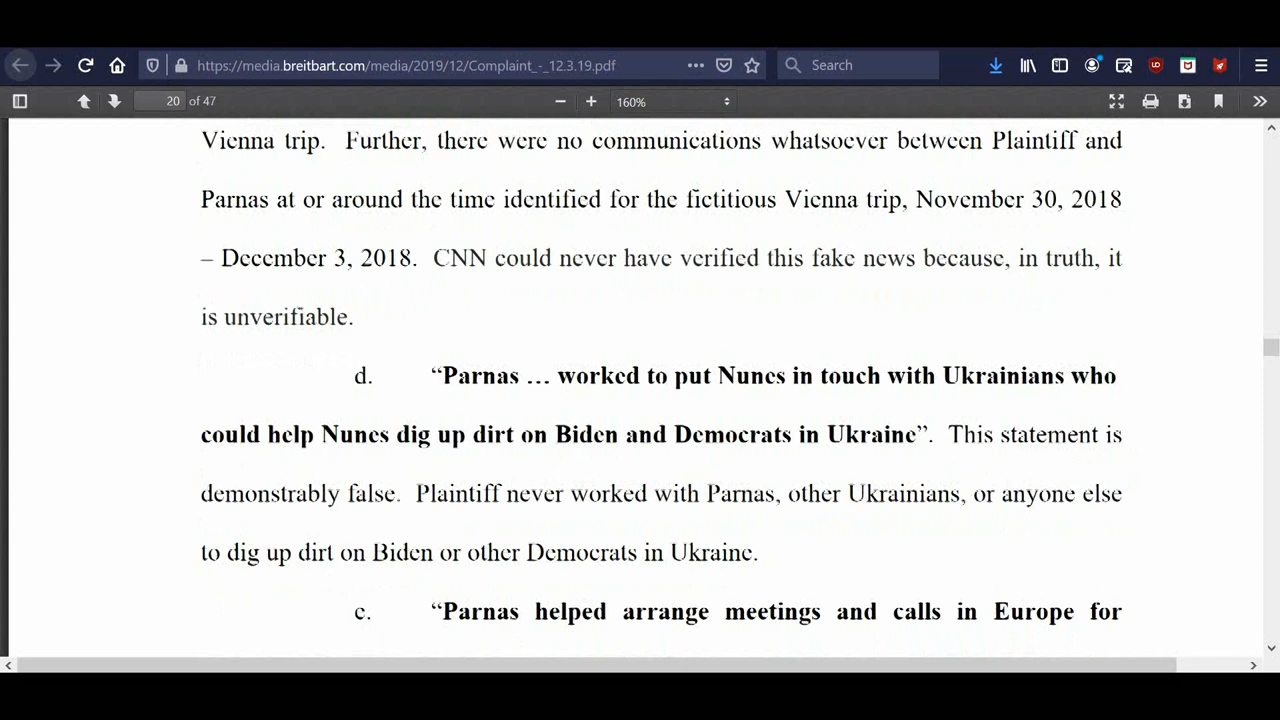 https://media.breitbart.com/media/2019/12/Complaint_-_12.3.19.pdf
Search
20 of 47
160%
Vienna trip. Further, there were no communications whatsoever between Plaintiff and
Parnas at or around the time identified for the fictitious Vienna trip, November 30, 2018
– December 3, 2018. CNN could never have verified this fake news because, in truth, it
is unverifiable.
d. “Parnas … worked to put Nunes in touch with Ukrainians who
could help Nunes dig up dirt on Biden and Democrats in Ukraine”. This statement is
demonstrably false. Plaintiff never worked with Parnas, other Ukrainians, or anyone else
to dig up dirt on Biden or other Democrats in Ukraine.
e. “Parnas helped arrange meetings and calls in Europe for